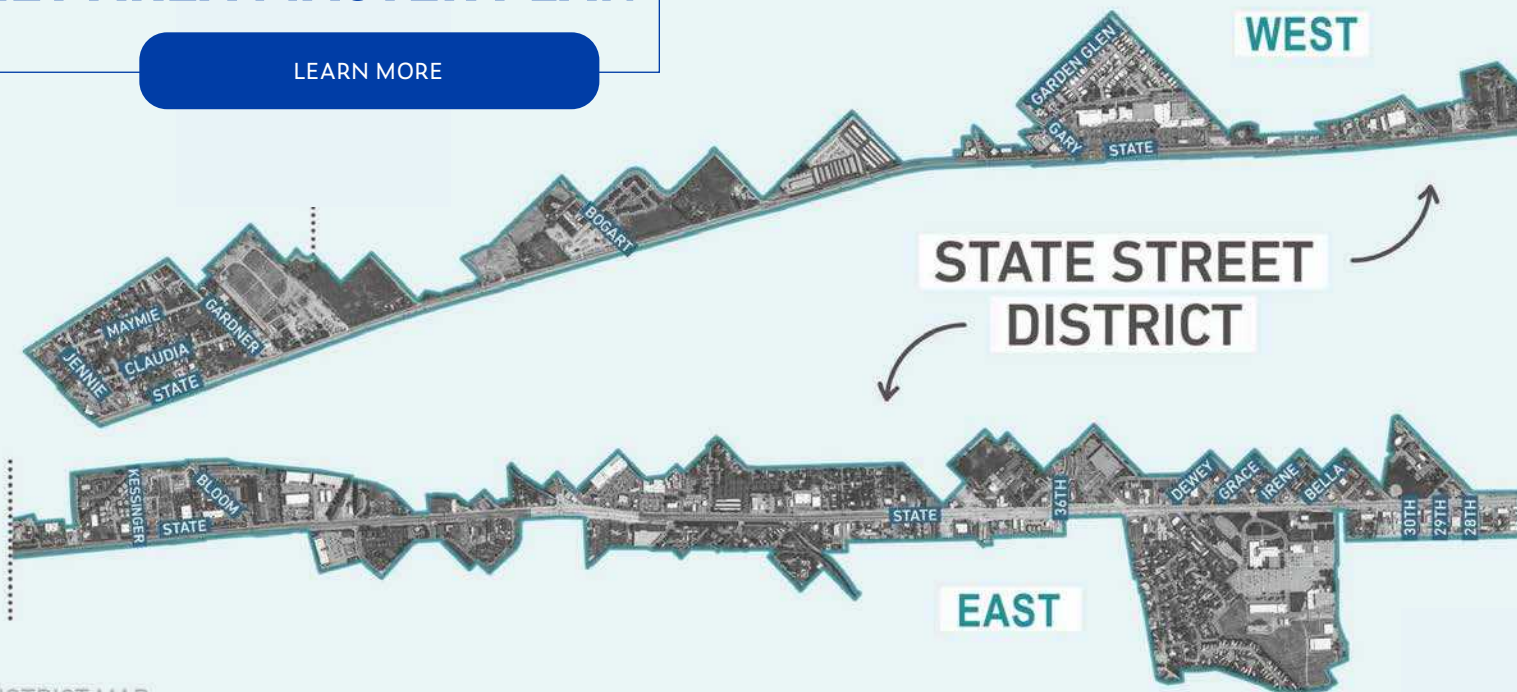 LEARN MORE
WEST
GARDEN GLEN
GARY
STATE
BOGART
STATE STREET
DISTRICT
MAYMIE
GARDNER
JENNIE
CLAUDIA
STATE
KESSINGER
BLOOM
STATE
STATE
36TH
DEWEY
GRACE
IRENE
BELLA
30TH
29TH
28TH
EAST